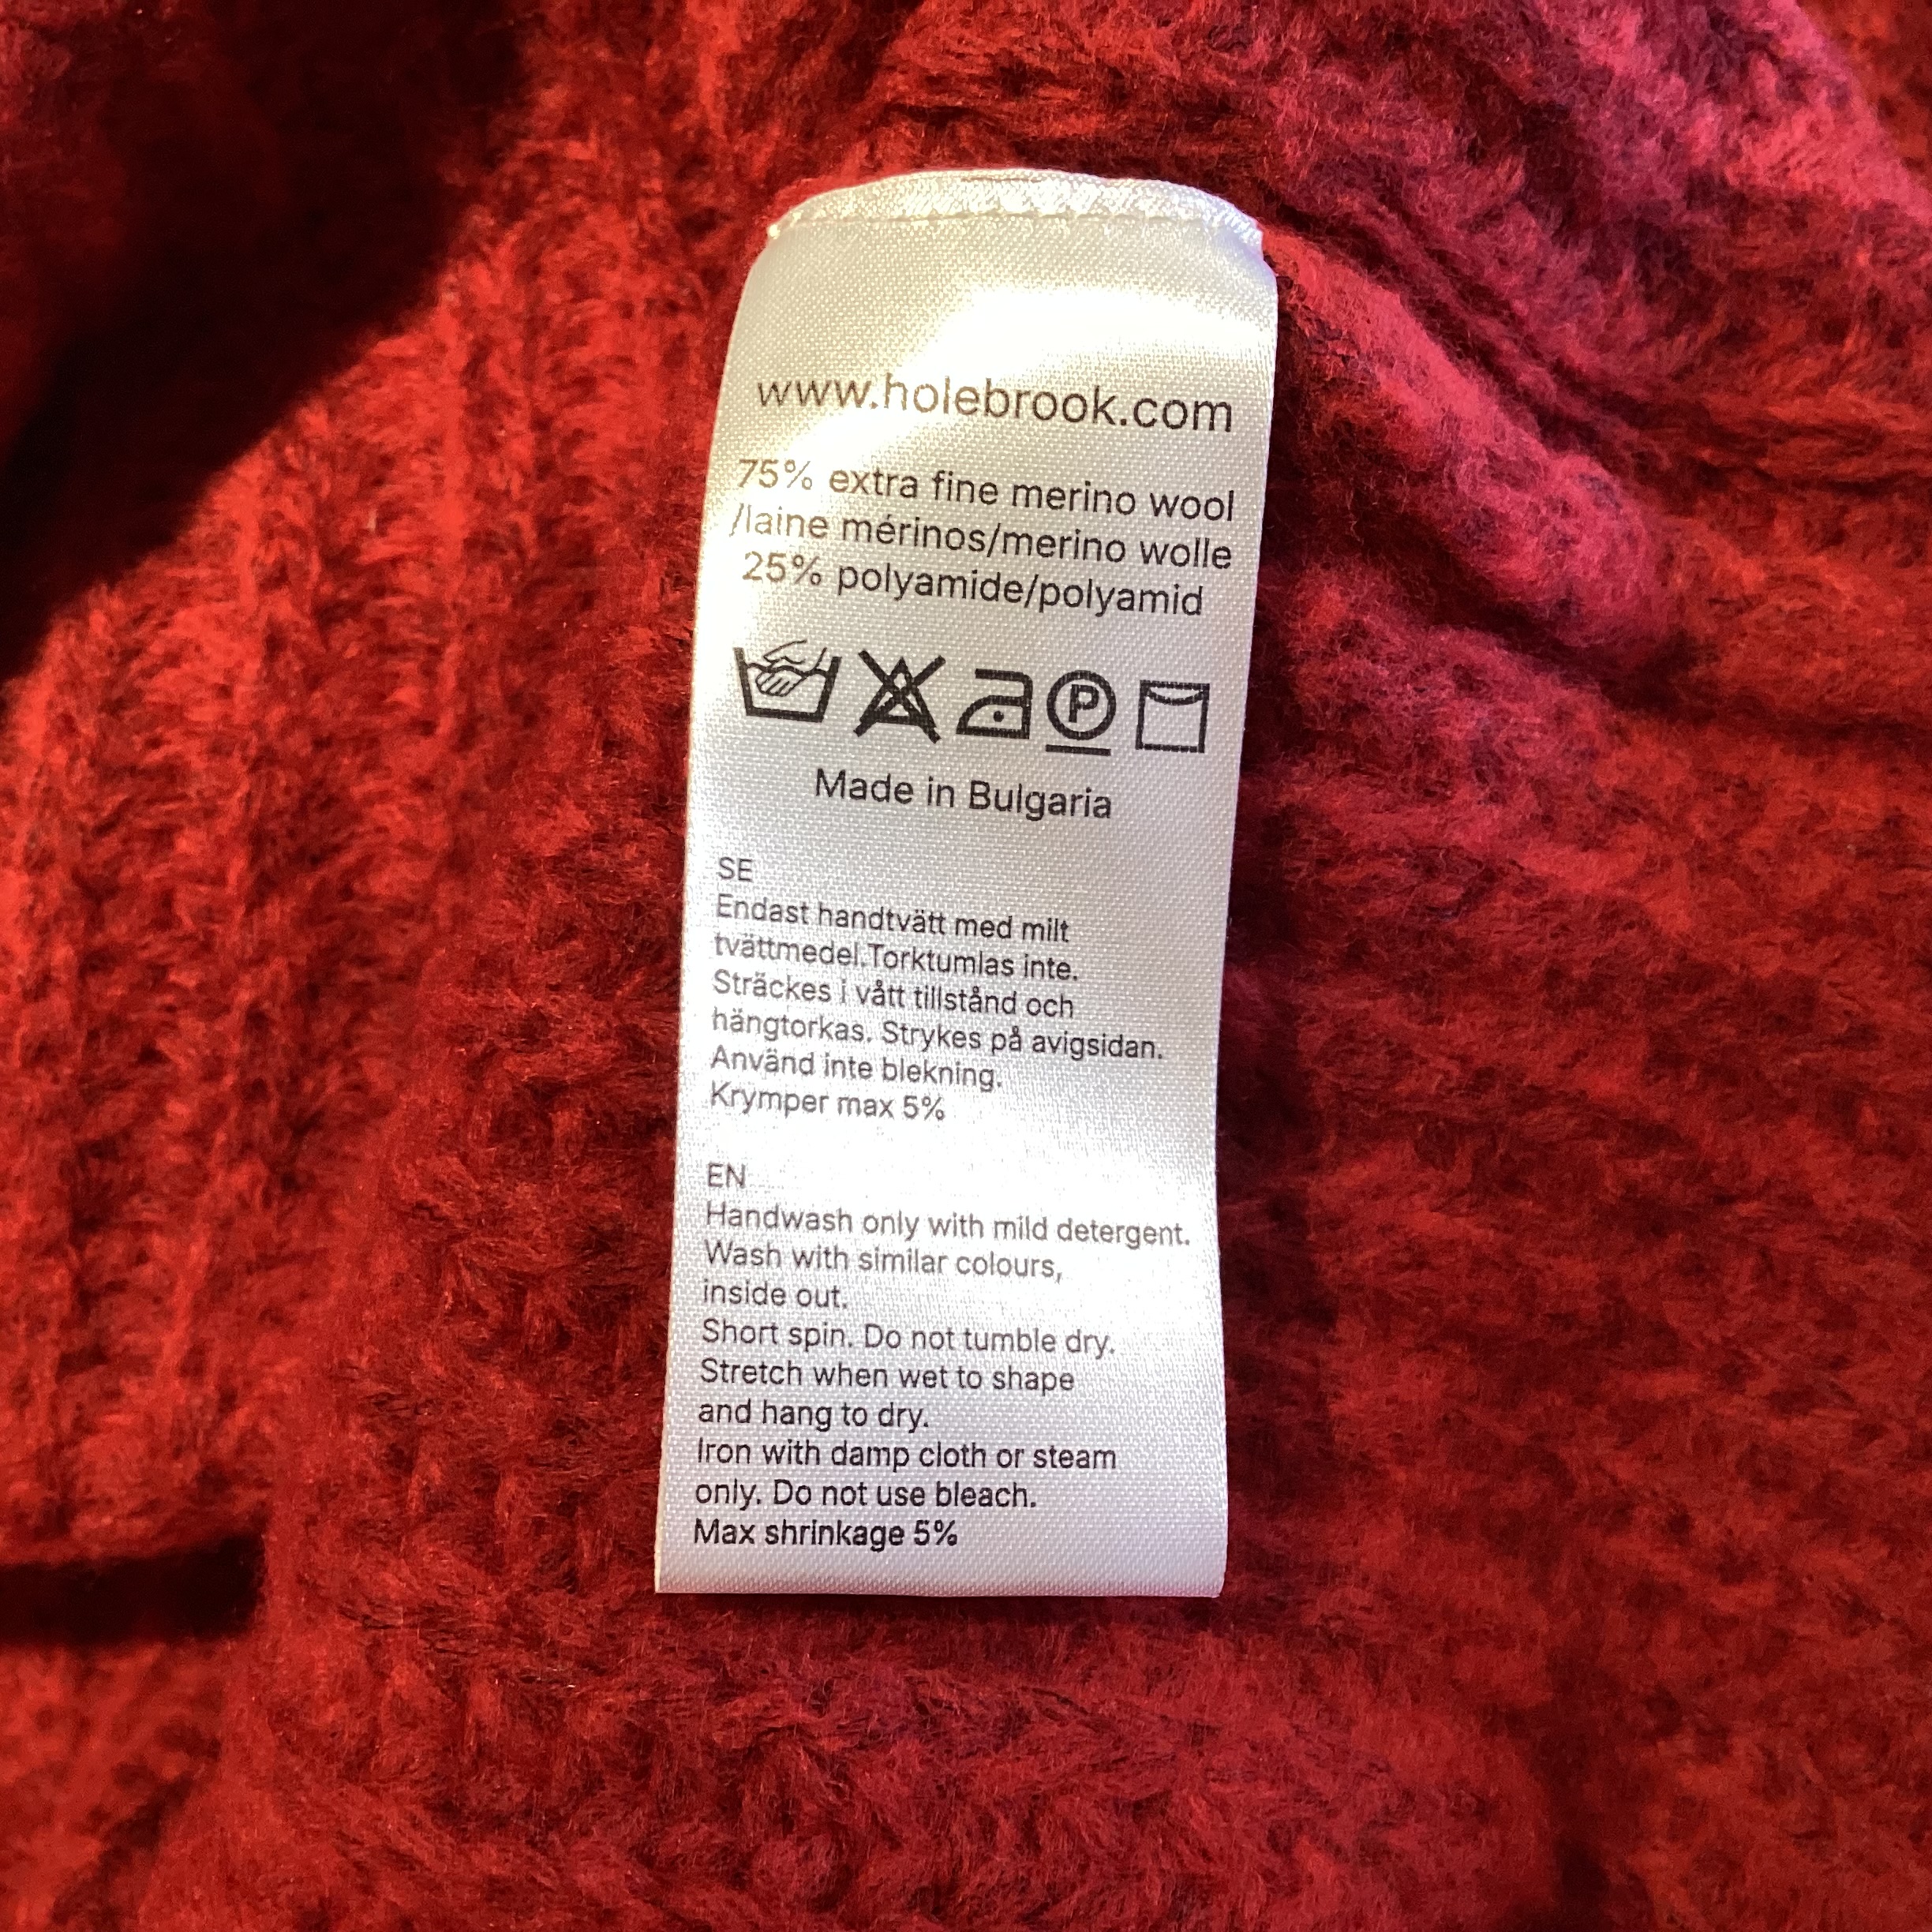 www.holebrook.com
75% extra fine merino wool
/laine mérinos/merino wolle
25% polyamide/polyamid
P
Made in Bulgaria
SE
Endast handtvätt med milt
tvättmedel.Torktumlas inte.
Sträckes i vått tillstånd och
hängtorkas. Strykes på avigsidan.
Använd inte blekning.
Krymper max 5%
EN
Handwash only with mild detergent.
Wash with similar colours,
inside out.
Short spin. Do not tumble dry.
Stretch when wet to shape
and hang to dry.
Iron with damp cloth or steam
only. Do not use bleach.
Max shrinkage 5%